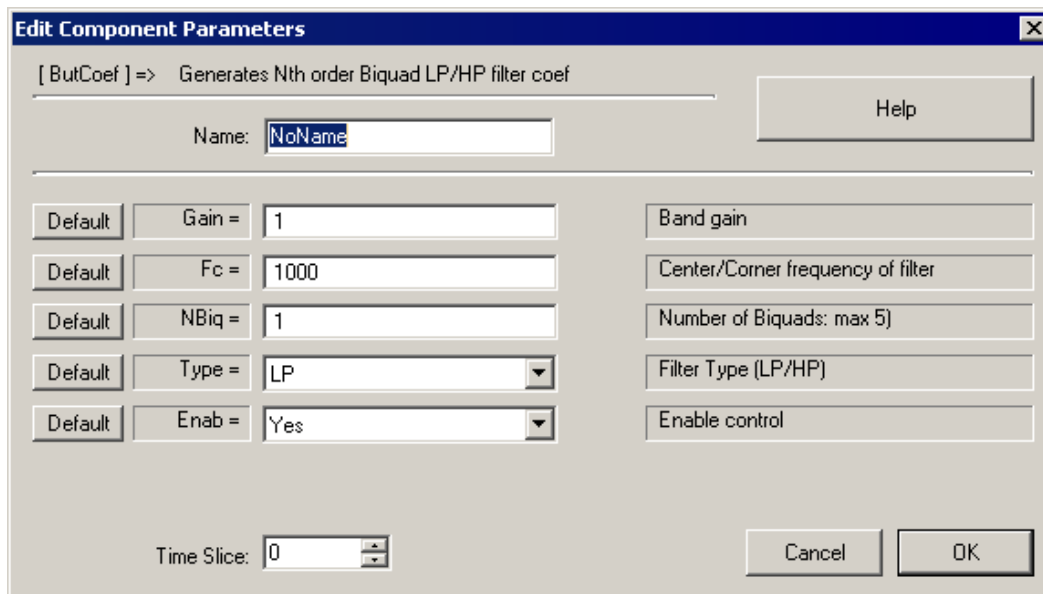 Edit Component Parameters
[ ButCoef ] => Generates Nth order Biquad LP/HP filter coef
Help
Name: NoName
Default Gain = 1 Band gain
Default Fc = 1000 Center/Corner frequency of filter
Default NBiq = 1 Number of Biquads: max 5)
Default Type = LP Filter Type (LP/HP)
Default Enab = Yes Enable control
Time Slice: 0 Cancel OK